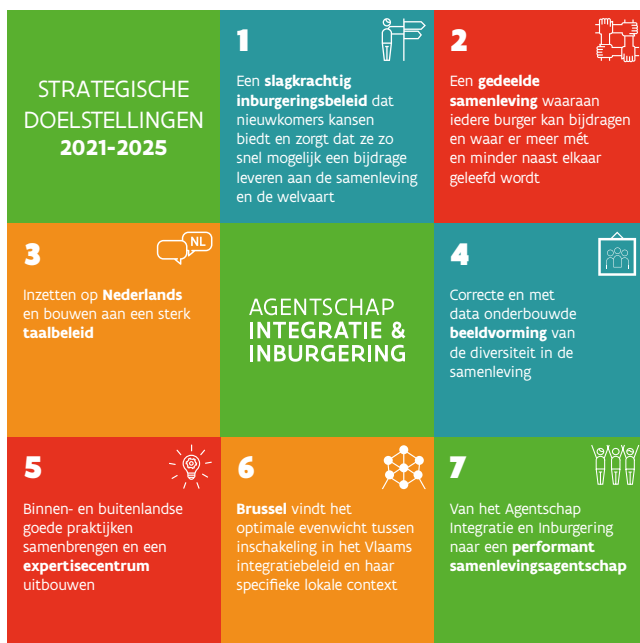 STRATEGISCHE
DOELSTELLINGEN
2021-2025
1
Een slagkrachtig
inburgeringsbeleid dat
nieuwkomers kansen
biedt en zorgt dat ze zo
snel mogelijk een bijdrage
leveren aan de samenleving
en de welvaart
2
Een gedeelde
samenleving waaraan
iedere burger kan bijdragen
en waar er meer mét
en minder naast elkaar
geleefd wordt
3
NL
Inzetten op Nederlands
en bouwen aan een sterk
taalbeleid
AGENTSCHAP
INTEGRATIE &
INBURGERING
4
Correcte en met
data onderbouwde
beeldvorming van
de diversiteit in de
samenleving
5
Binnen- en buitenlandse
goede praktijken
samenbrengen en een
expertisecentrum
uitbouwen
6
Brussel vindt het
optimale evenwicht tussen
inschakeling in het Vlaams
integratiebeleid en haar
specifieke lokale context
7
Van het Agentschap
Integratie en Inburgering
naar een performant
samenlevingsagentschap